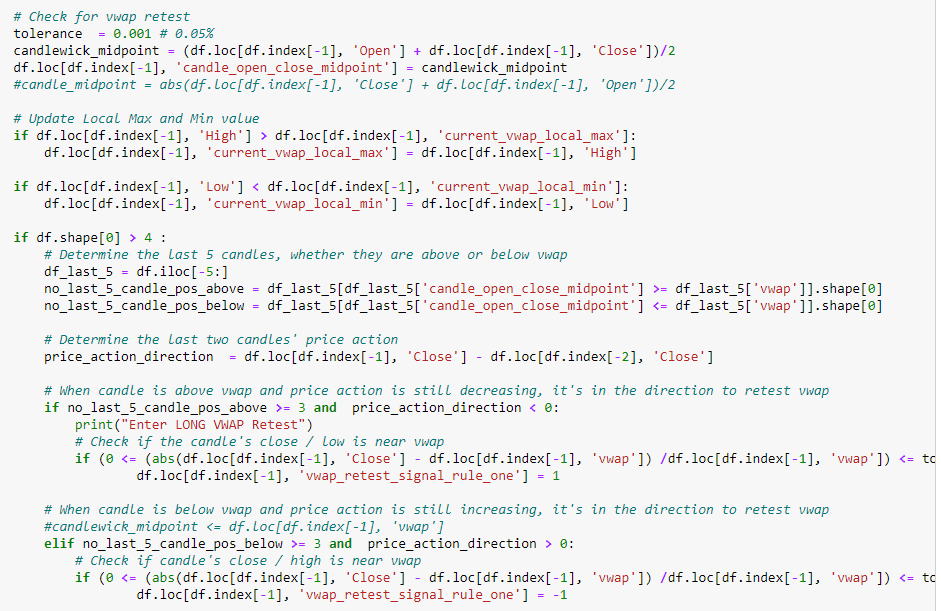 # Check for vwap retest
tolerance  = 0.001 # 0.05%
candlewick_midpoint = (df.loc[df.index[-1], 'Open'] + df.loc[df.index[-1], 'Close'])/2
df.loc[df.index[-1], 'candle_open_close_midpoint'] = candlewick_midpoint
#candle_midpoint = abs(df.loc[df.index[-1], 'Close'] + df.loc[df.index[-1], 'Open'])/2

# Update Local Max and Min value
if df.loc[df.index[-1], 'High'] > df.loc[df.index[-1], 'current_vwap_local_max']:
    df.loc[df.index[-1], 'current_vwap_local_max'] = df.loc[df.index[-1], 'High']

if df.loc[df.index[-1], 'Low'] < df.loc[df.index[-1], 'current_vwap_local_min']:
    df.loc[df.index[-1], 'current_vwap_local_min'] = df.loc[df.index[-1], 'Low']

if df.shape[0] > 4 :
    # Determine the last 5 candles, whether they are above or below vwap
    df_last_5 = df.iloc[-5:]
    no_last_5_candle_pos_above = df_last_5[df_last_5['candle_open_close_midpoint'] >= df_last_5['vwap']].shape[0]
    no_last_5_candle_pos_below = df_last_5[df_last_5['candle_open_close_midpoint'] <= df_last_5['vwap']].shape[0]

    # Determine the last two candles' price action
    price_action_direction  = df.loc[df.index[-1], 'Close'] - df.loc[df.index[-2], 'Close']

    # When candle is above vwap and price action is still decreasing, it's in the direction to retest vwap
    if no_last_5_candle_pos_above >= 3 and  price_action_direction < 0:
        print("Enter LONG VWAP Retest")
        # Check if the candle's close / low is near vwap
        if (0 <= (abs(df.loc[df.index[-1], 'Close'] - df.loc[df.index[-1], 'vwap']) /df.loc[df.index[-1], 'vwap']) <= to
                df.loc[df.index[-1], 'vwap_retest_signal_rule_one'] = 1

    # When candle is below vwap and price action is still increasing, it's in the direction to retest vwap
    #candlewick_midpoint <= df.loc[df.index[-1], 'vwap']
    elif no_last_5_candle_pos_below >= 3 and  price_action_direction > 0:
        # Check if candle's close / high is near vwap
        if (0 <= (abs(df.loc[df.index[-1], 'Close'] - df.loc[df.index[-1], 'vwap']) /df.loc[df.index[-1], 'vwap']) <= to
                df.loc[df.index[-1], 'vwap_retest_signal_rule_one'] = -1